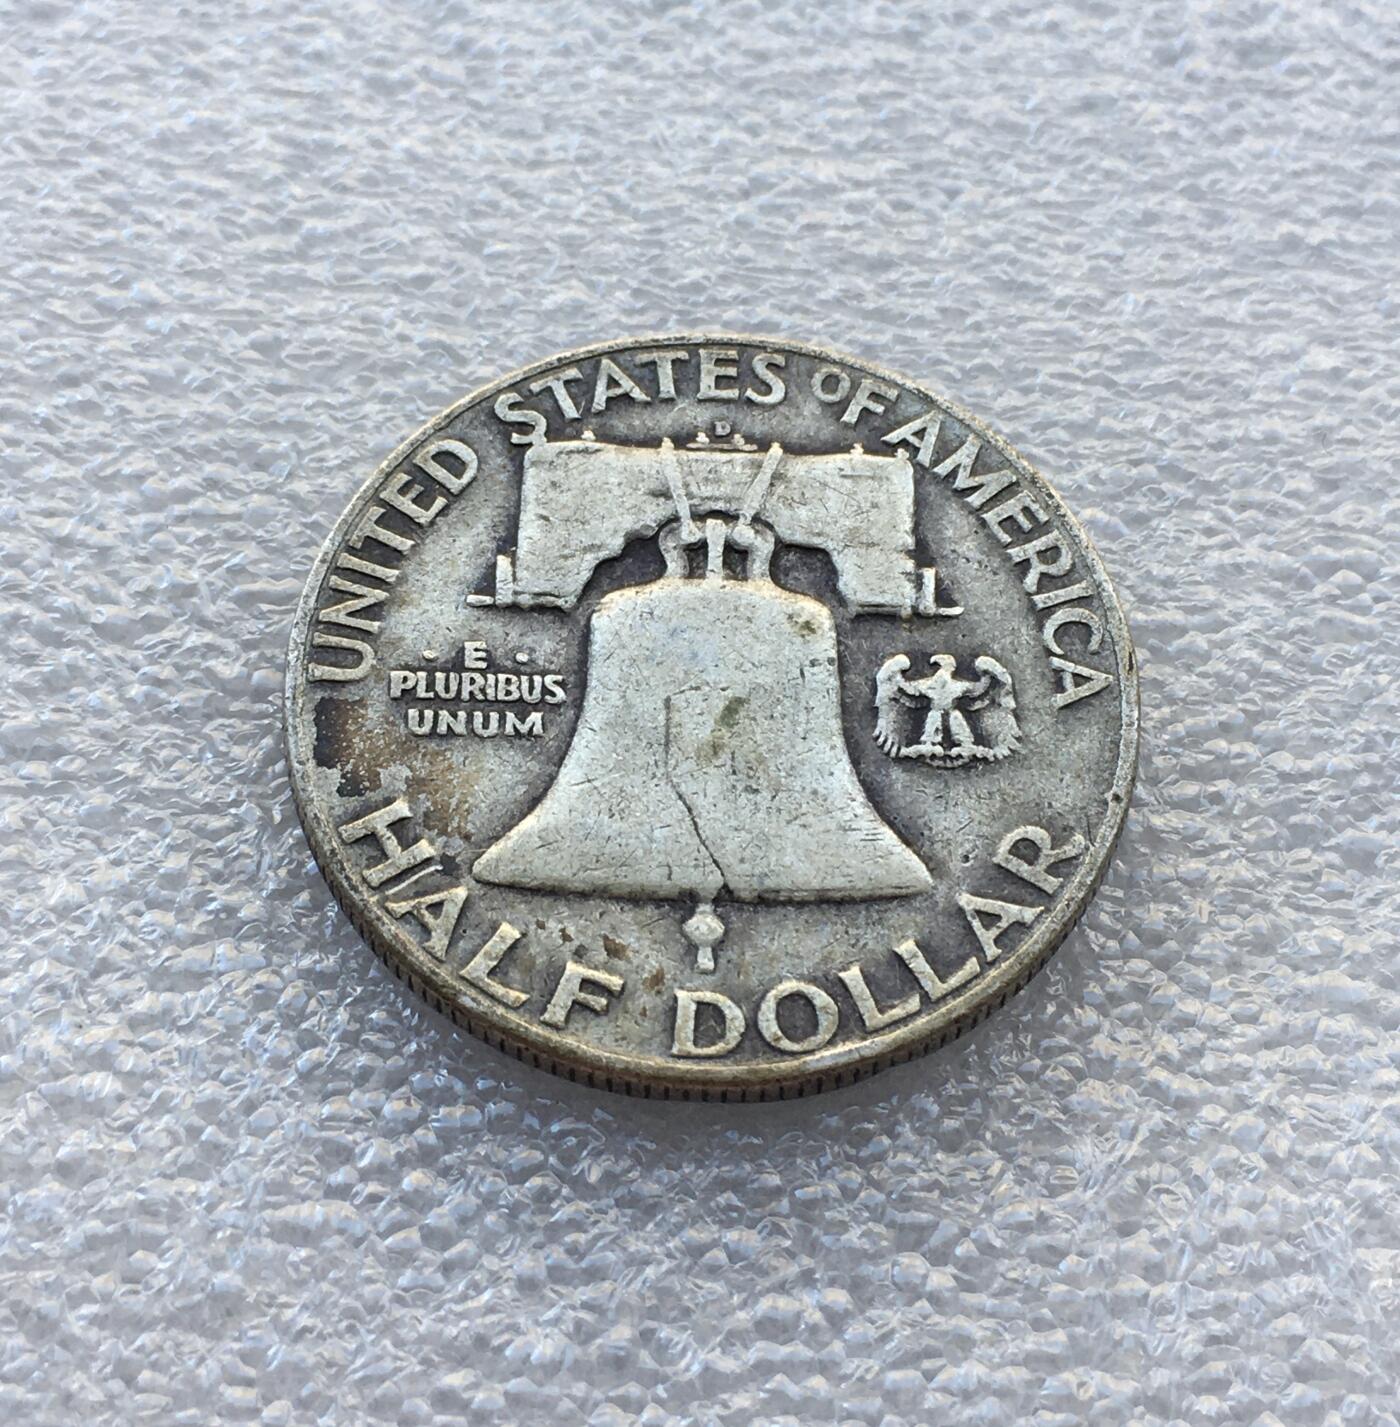 UNITED STATES OF AMERICA
D
· E ·
PLURIBUS
UNUM
HALF DOLLAR